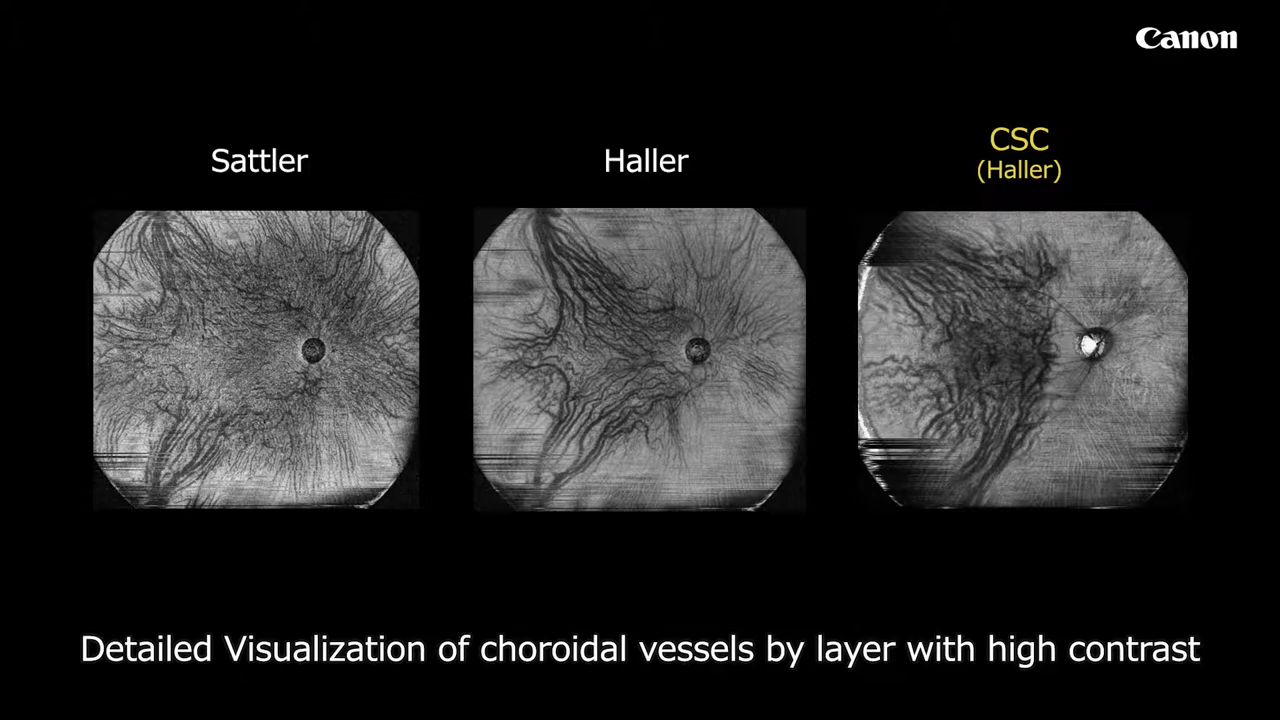 Canon
Sattler
Haller
CSC
(Haller)
Detailed Visualization of choroidal vessels by layer with high contrast